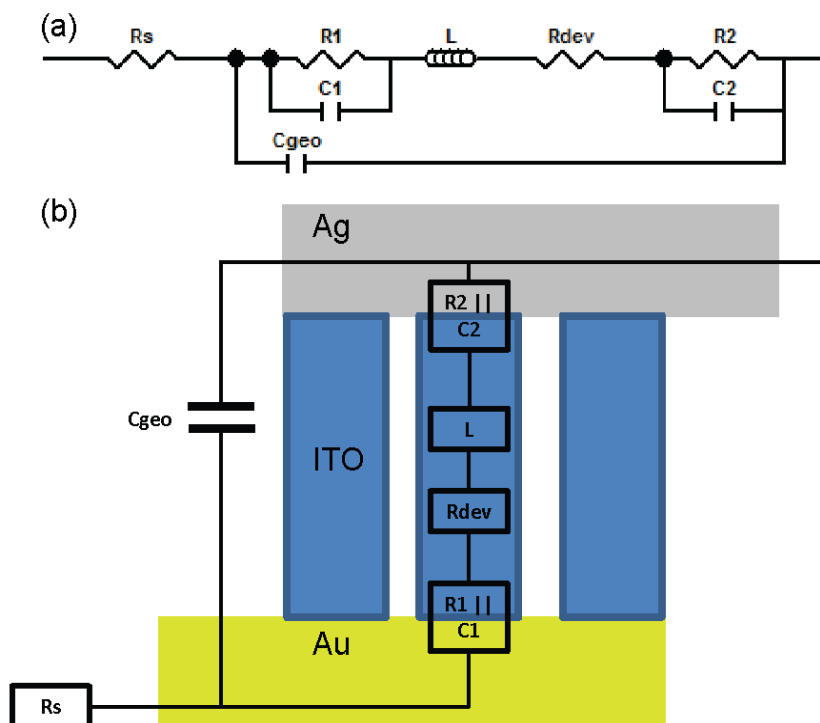 (a)
Rs
R1
L
Rdev
R2
C1
C2
Cgeo
(b)
Ag
R2 ||
C2
Cgeo
L
ITO
Rdev
R1 ||
C1
Au
Rs